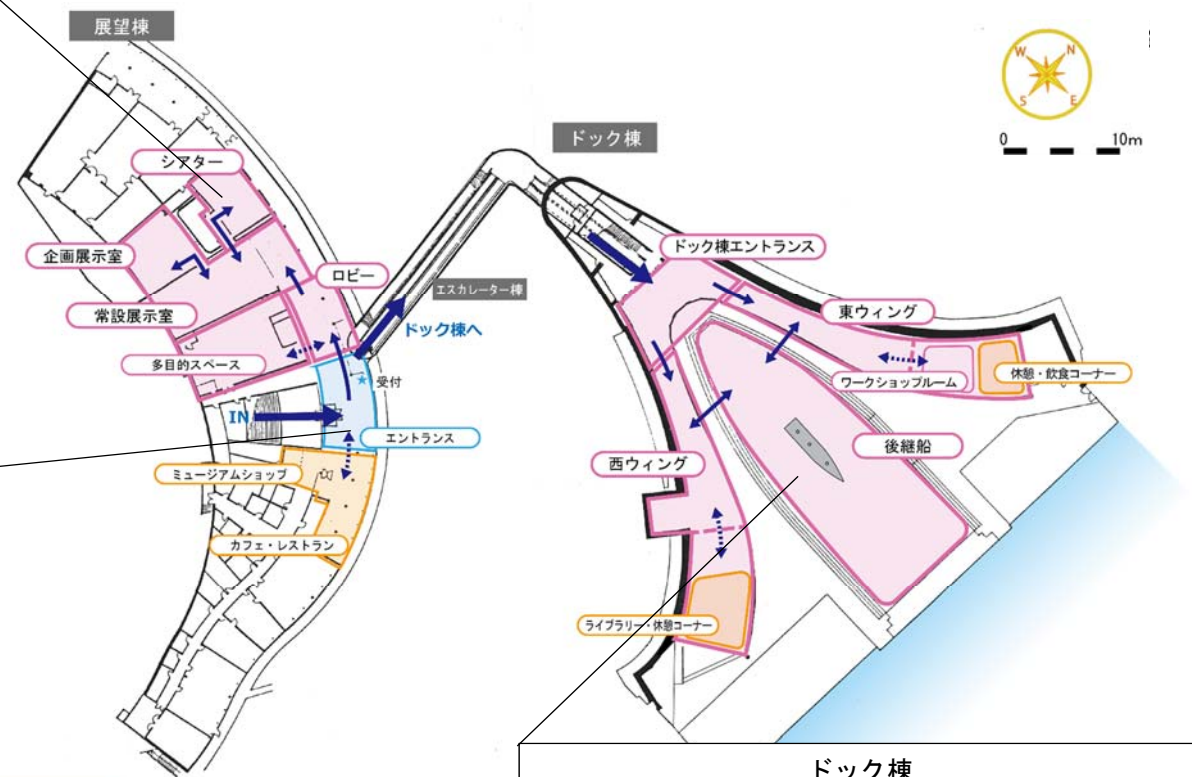 展望棟
シアター
企画展示室
常設展示室
ロビー
多目的スペース
IN
受付
エントランス
ミュージアムショップ
カフェ・レストラン
エスカレーター棟
ドック棟へ
ドック棟
ドック棟エントランス
東ウィング
ワークショップルーム
休憩・飲食コーナー
後継船
西ウィング
ライブラリー・休憩コーナー
W
N
S
E
0
10m
ドック棟